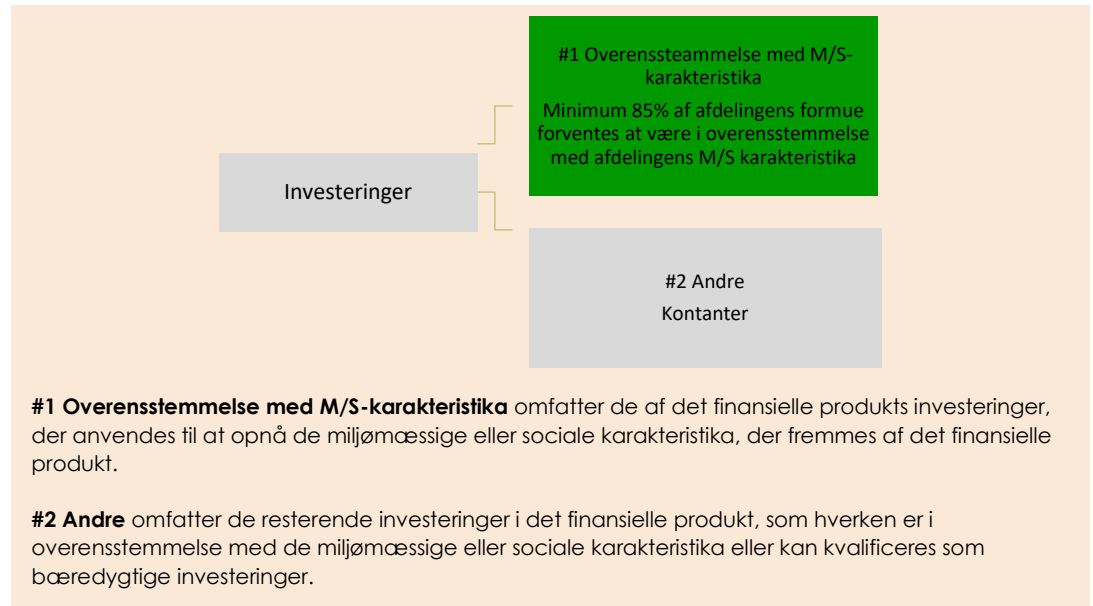 #1 Overenssteammelse med M/S-
karakteristika
Minimum 85% af afdelingens formue
forventes at være i overensstemmelse
med afdelingens M/S karakteristika
Investeringer
#2 Andre
Kontanter
#1 Overensstemmelse med M/S-karakteristika omfatter de af det finansielle produkts investeringer,
der anvendes til at opnå de miljømæssige eller sociale karakteristika, der fremmes af det finansielle
produkt.
#2 Andre omfatter de resterende investeringer i det finansielle produkt, som hverken er i
overensstemmelse med de miljømæssige eller sociale karakteristika eller kan kvalificeres som
bæredygtige investeringer.